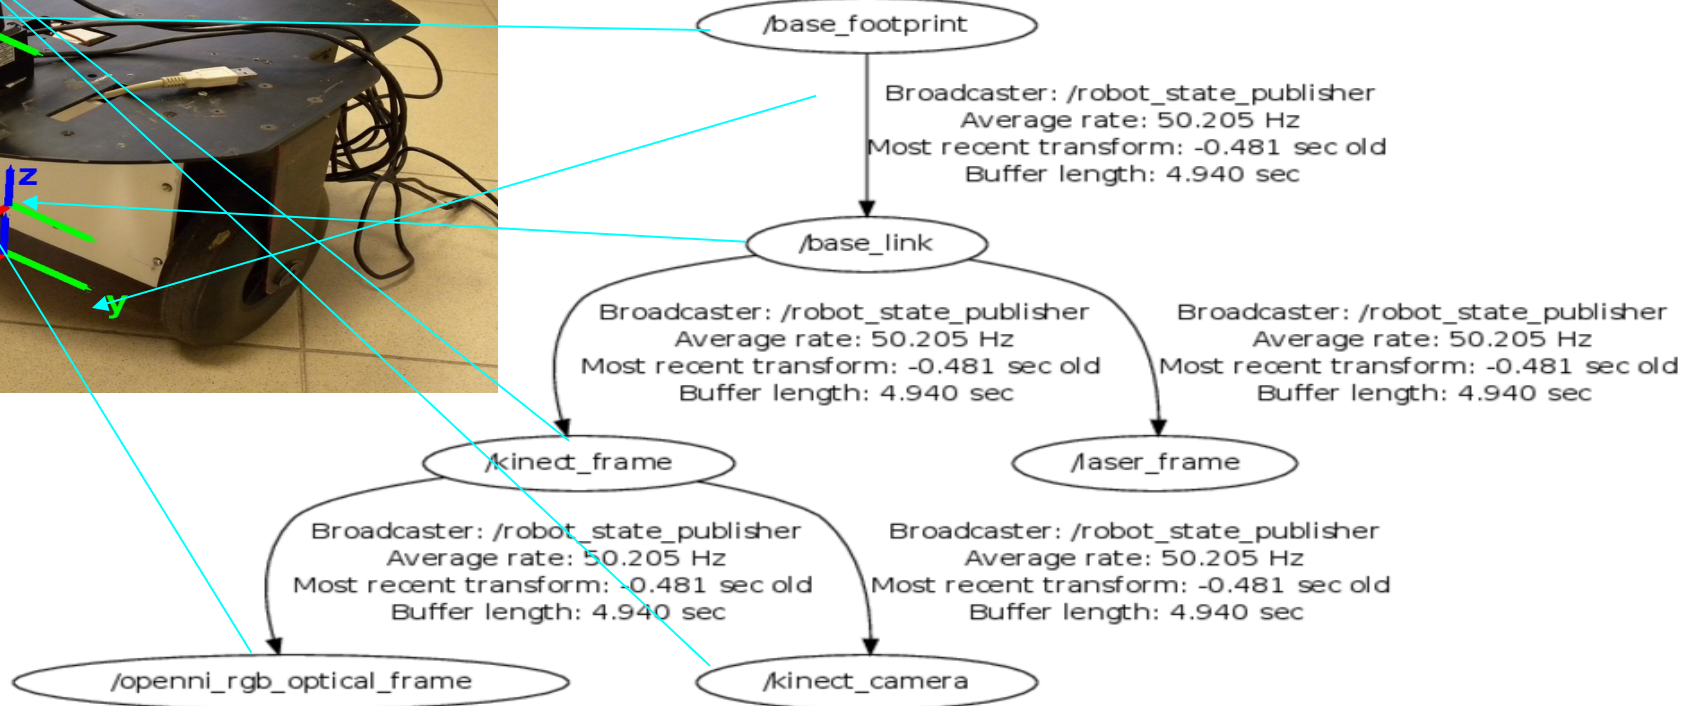 /base_footprint
Broadcaster: /robot_state_publisher
Average rate: 50.205 Hz
Most recent transform: -0.481 sec old
Buffer length: 4.940 sec
z
/base_link
y
Broadcaster: /robot_state_publisher
Average rate: 50.205 Hz
Most recent transform: -0.481 sec old
Buffer length: 4.940 sec
Broadcaster: /robot_state_publisher
Average rate: 50.205 Hz
Most recent transform: -0.481 sec old
Buffer length: 4.940 sec
/kinect_frame
/laser_frame
Broadcaster: /robot_state_publisher
Average rate: 50.205 Hz
Most recent transform: -0.481 sec old
Buffer length: 4.940 sec
Broadcaster: /robot_state_publisher
Average rate: 50.205 Hz
Most recent transform: -0.481 sec old
Buffer length: 4.940 sec
/openni_rgb_optical_frame
/kinect_camera